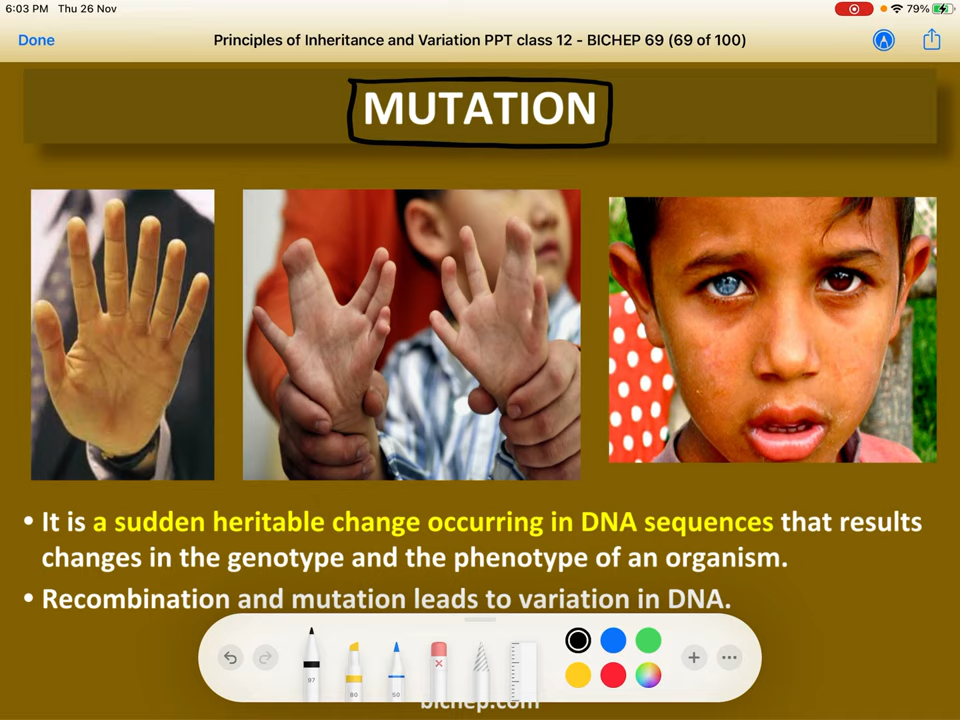 6:03 PM Thu 26 Nov
79%
Done
Principles of Inheritance and Variation PPT class 12 - BICHEP 69 (69 of 100)
MUTATION
• It is a sudden heritable change occurring in DNA sequences that results
changes in the genotype and the phenotype of an organism.
• Recombination and mutation leads to variation in DNA.
97
80
50
bichep.com